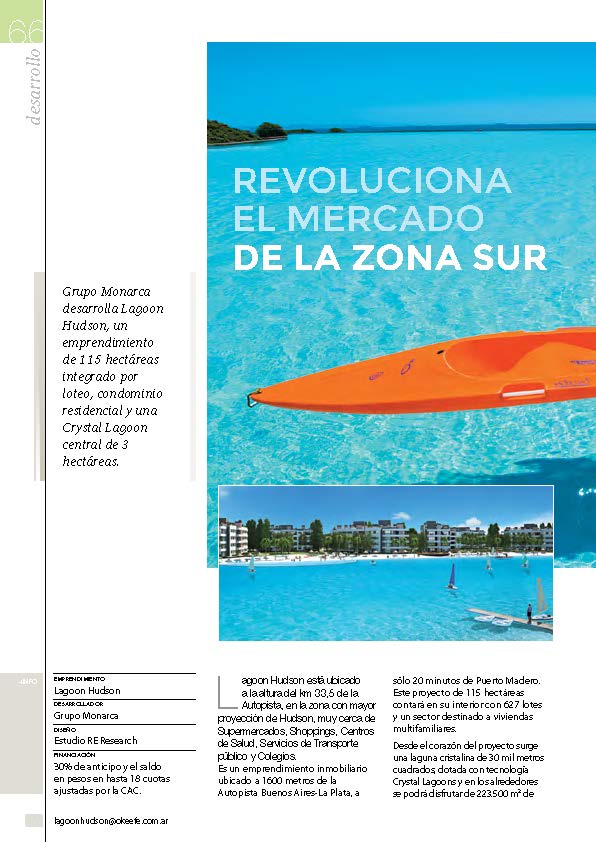 66
desarrollo
REVOLUCIONA
EL MERCADO
DE LA ZONA SUR
Grupo Monarca
desarrolla Lagoon
Hudson, un
emprendimiento
de 115 hectáreas
integrado por
loteo, condominio
residencial y una
Crystal Lagoon
central de 3
hectáreas.
+INFO
EMPRENDIMIENTO
Lagoon Hudson
DESARROLLADOR
Grupo Monarca
DISEÑO
Estudio RE Research
FINANCIACIÓN
30% de anticipo y el saldo
en pesos en hasta 18 cuotas
ajustadas por la CAC.
lagoonhudson@okeefe.com.ar
Lagoon Hudson está ubicado
a la altura del km 33,5 de la
Autopista, en la zona con mayor
proyección de Hudson, muy cerca de
Supermercados, Shoppings, Centros
de Salud, Servicios de Transporte
público y Colegios.
Es un emprendimiento inmobiliario
ubicado a 1600 metros de la
Autopista Buenos Aires-La Plata, a
sólo 20 minutos de Puerto Madero.
Este proyecto de 115 hectáreas
contará en su interior con 627 lotes
y un sector destinado a viviendas
multifamiliares.
Desde el corazón del proyecto surge
una laguna cristalina de 30 mil metros
cuadrados, dotada con tecnología
Crystal Lagoons y en los alrededores
se podrá disfrutar de 223.500 m² de